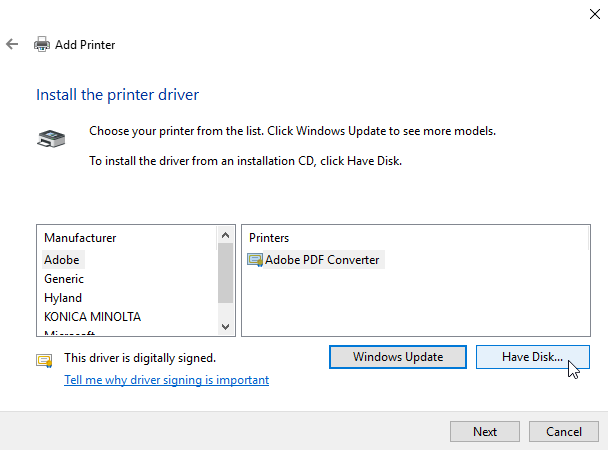 Add Printer
Install the printer driver
Choose your printer from the list. Click Windows Update to see more models.
To install the driver from an installation CD, click Have Disk.
Manufacturer
Adobe
Generic
Hyland
KONICA MINOLTA
Microsoft
Printers
Adobe PDF Converter
This driver is digitally signed.
Tell me why driver signing is important
Windows Update
Have Disk...
Next
Cancel